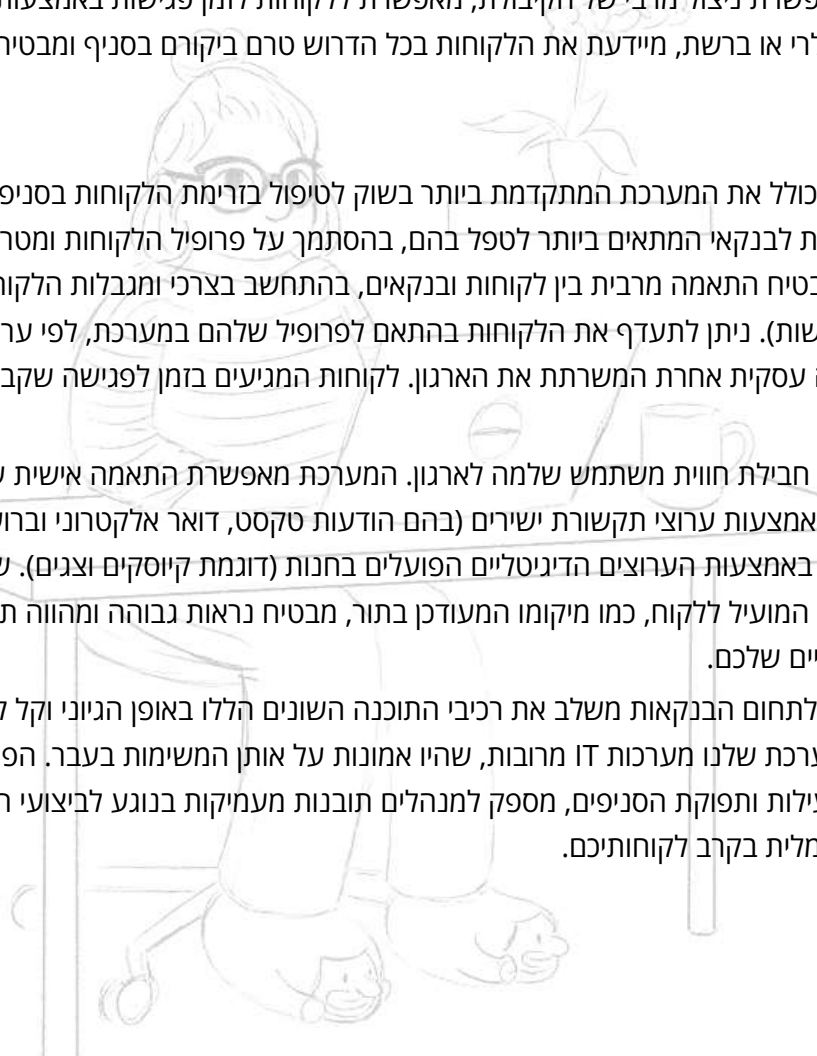 פשרת ניצול מרבי של הקיבולת, מאפשרת ללקוחות לזמן פגישות באמצעות
לרי או ברשת, מיידעת את הלקוחות בכל הדרוש טרם ביקורם בסניף ומבטיח
כולל את המערכת המתקדמת ביותר בשוק לטיפול בזרימת הלקוחות בסניפ
ת לבנקאי המתאים ביותר לטפל בהם, בהסתמך על פרופיל הלקוחות ומטר
בטיח התאמה מרבית בין לקוחות ובנקאים, בהתחשב בצרכי ומגבלות הלקו
שות). ניתן לתעדף את הלקוחות בהתאם לפרופיל שלהם במערכת, לפי ער
עסקית אחרת המשרתת את הארגון. לקוחות המגיעים בזמן לפגישה שקב
חבילת חווית משתמש שלמה לארגון. המערכת מאפשרת התאמה אישית ש
אמצעות ערוצי תקשורת ישירים (בהם הודעות טקסט, דואר אלקטרוני וברו
באמצעות הערוצים הדיגיטליים הפועלים בחנות (דוגמת קיוסקים וצגים). ש
המועיל ללקוח, כמו מיקומו המעודכן בתור, מבטיח נראות גבוהה ומהווה ת
יים שלכם.
לתחום הבנקאות משלב את רכיבי התוכנה השונים הללו באופן הגיוני וקל ל
ערכת שלנו מערכות IT מרובות, שהיו אמונות על אותן המשימות בעבר. הפ
עילות ותפוקת הסניפים, מספק למנהלים תובנות מעמיקות בנוגע לביצועי ה
מלית בקרב לקוחותיכם.